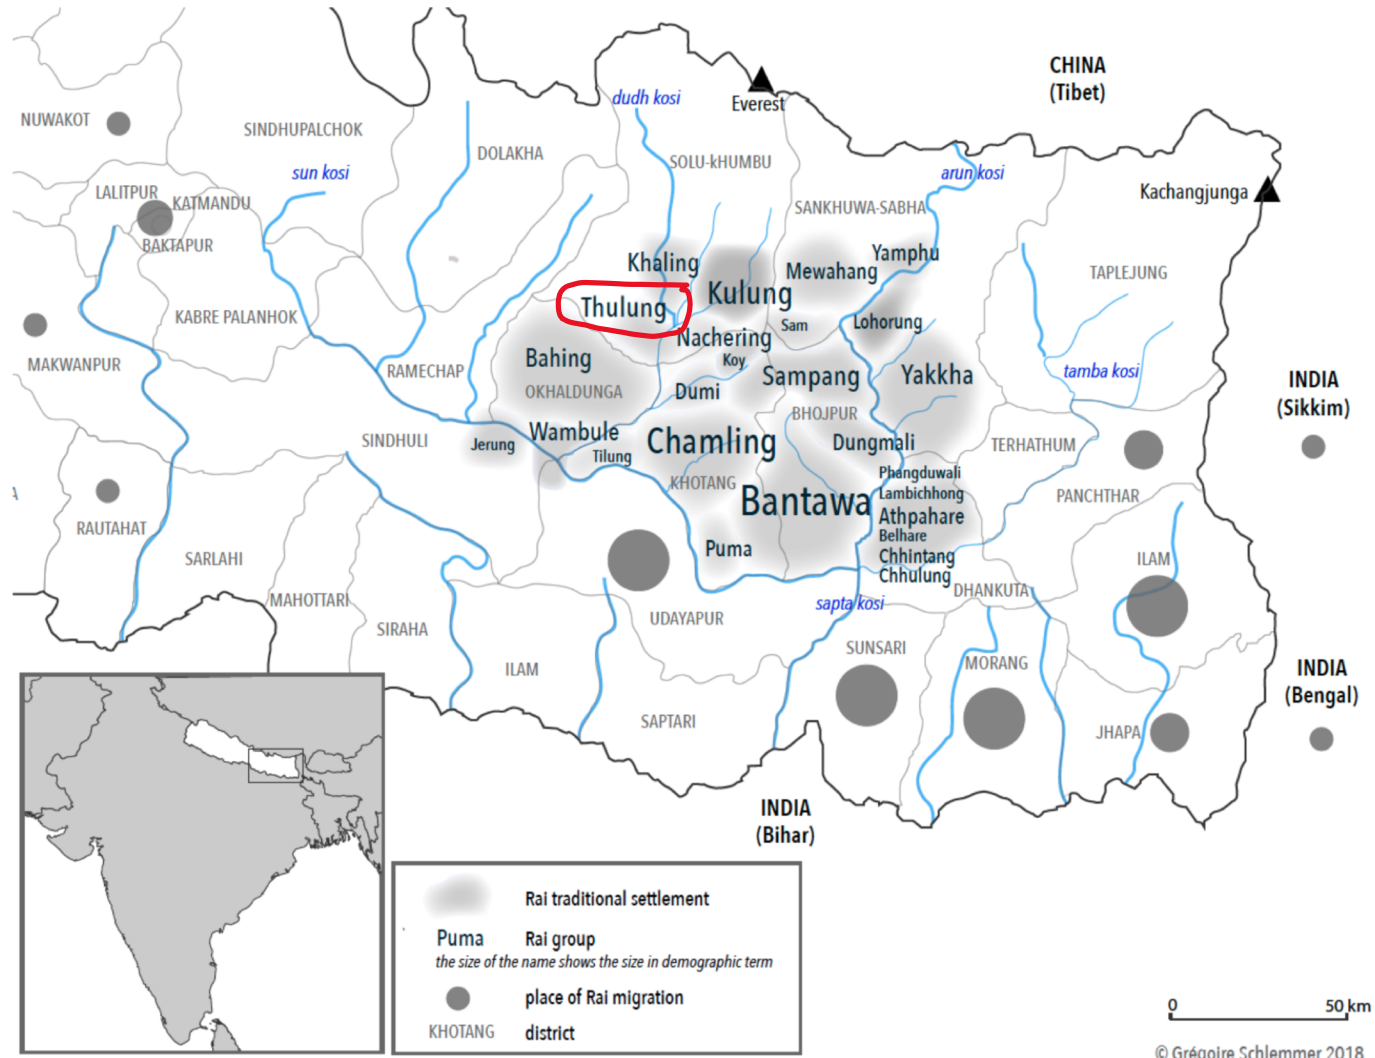 CHINA
(Tibet)
dudh kosi
Everest
NUWAKOT
SINDHUPALCHOK
DOLAKHA
SOLU-kHUMBU
sun kosi
arun kosi
Kachangjunga
LALITPUR
KATMANDU
SANKHUWA-SABHA
BAKTAPUR
Khaling
Yamphu
Mewahang
TAPLEJUNG
Thulung
Kulung
KABRE PALANHOK
Sam
Lohorung
Nachering
Koy
MAKWANPUR
RAMECHAP
Bahing
OKHALDUNGA
Dumi
Sampang
Yakkha
tamba kosi
INDIA
(Sikkim)
BHOJPUR
SINDHULI
Jerung
Wambule
Tilung
Chamling
Dungmali
TERHATHUM
KHOTANG
Phangduwali
Lambichhong
PANCHTHAR
A
Bantawa
Athpahare
Belhare
RAUTAHAT
Puma
Chhintang
Chhulung
ILAM
SARLAHI
MAHOTTARI
DHANKUTA
sapta kosi
UDAYAPUR
SIRAHA
SUNSARI
MORANG
ILAM
INDIA
(Bengal)
SAPTARI
JHAPA
INDIA
(Bihar)
Rai traditional settlement
Puma Rai group
the size of the name shows the size in demographic term
place of Rai migration
KHOTANG district
0 50 km
© Grégoire Schlemmer 2018